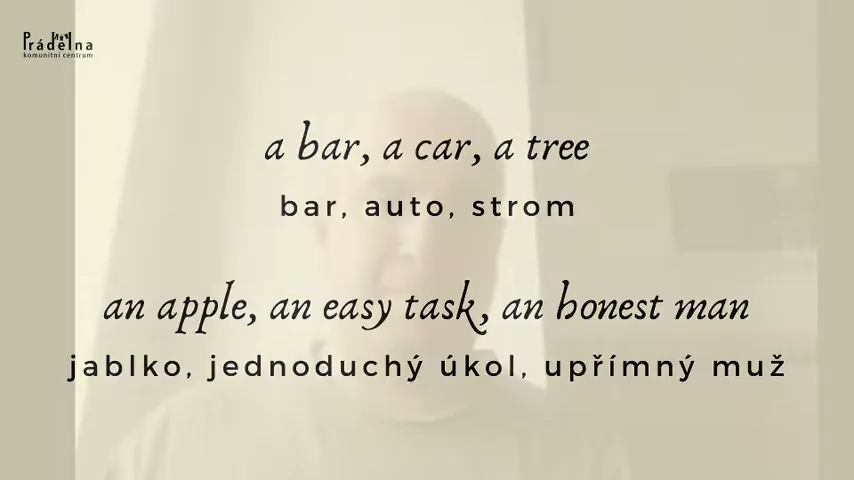 Prádelna
komunitní centrum
a bar, a car, a tree
bar, auto, strom
an apple, an easy task, an honest man
jablko, jednoduchý úkol, upřímný muž